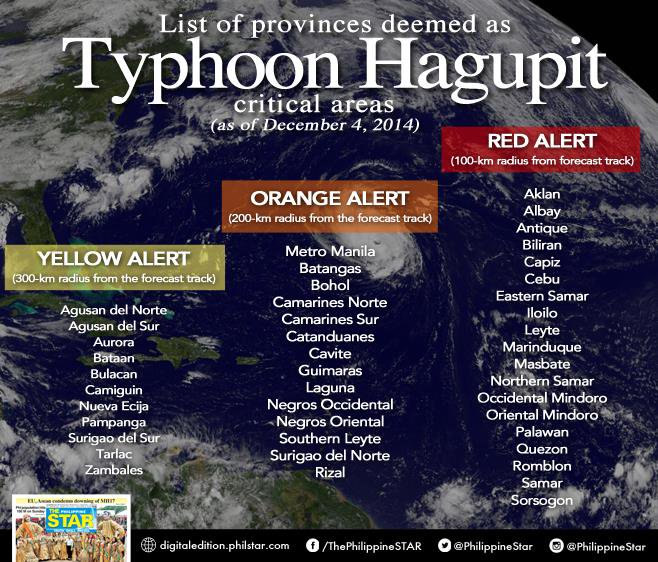 List of provinces deemed as
Typhoon Hagupit
critical areas
(as of December 4, 2014)
RED ALERT
(100-km radius from forecast track)
Aklan
Albay
Antique
Biliran
Capiz
Cebu
Eastern Samar
Iloilo
Leyte
Marinduque
Masbate
Northern Samar
Occidental Mindoro
Oriental Mindoro
Palawan
Quezon
Romblon
Samar
Sorsogon
ORANGE ALERT
(200-km radius from the forecast track)
Metro Manila
Batangas
Bohol
Camarines Norte
Camarines Sur
Catanduanes
Cavite
Guimaras
Laguna
Negros Occidental
Negros Oriental
Southern Leyte
Surigao del Norte
Rizal
YELLOW ALERT
(300-km radius from the forecast track)
Agusan del Norte
Agusan del Sur
Aurora
Bataan
Bulacan
Camiguin
Nueva Ecija
Pampanga
Surigao del Sur
Tarlac
Zambales
EU, Asean condemn downing of MH17
THE PHILIPPINE
STAR
digitaledition.philstar.com
/ThePhilippineSTAR
@PhilippineStar
@PhilippineStar